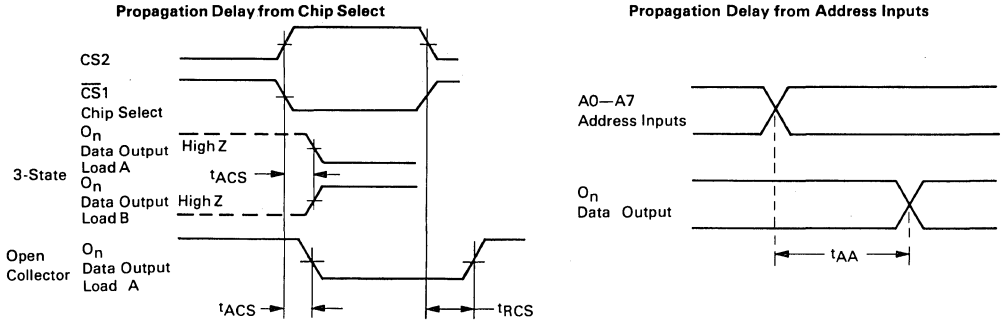 Propagation Delay from Chip Select
CS2
CS1
Chip Select
3-State
On
Data Output
Load A
High Z
tACS
On
Data Output
Load B
High Z
Open
Collector
On
Data Output
Load A
tACS
tRCS
Propagation Delay from Address Inputs
A0—A7
Address Inputs
On
Data Output
tAA